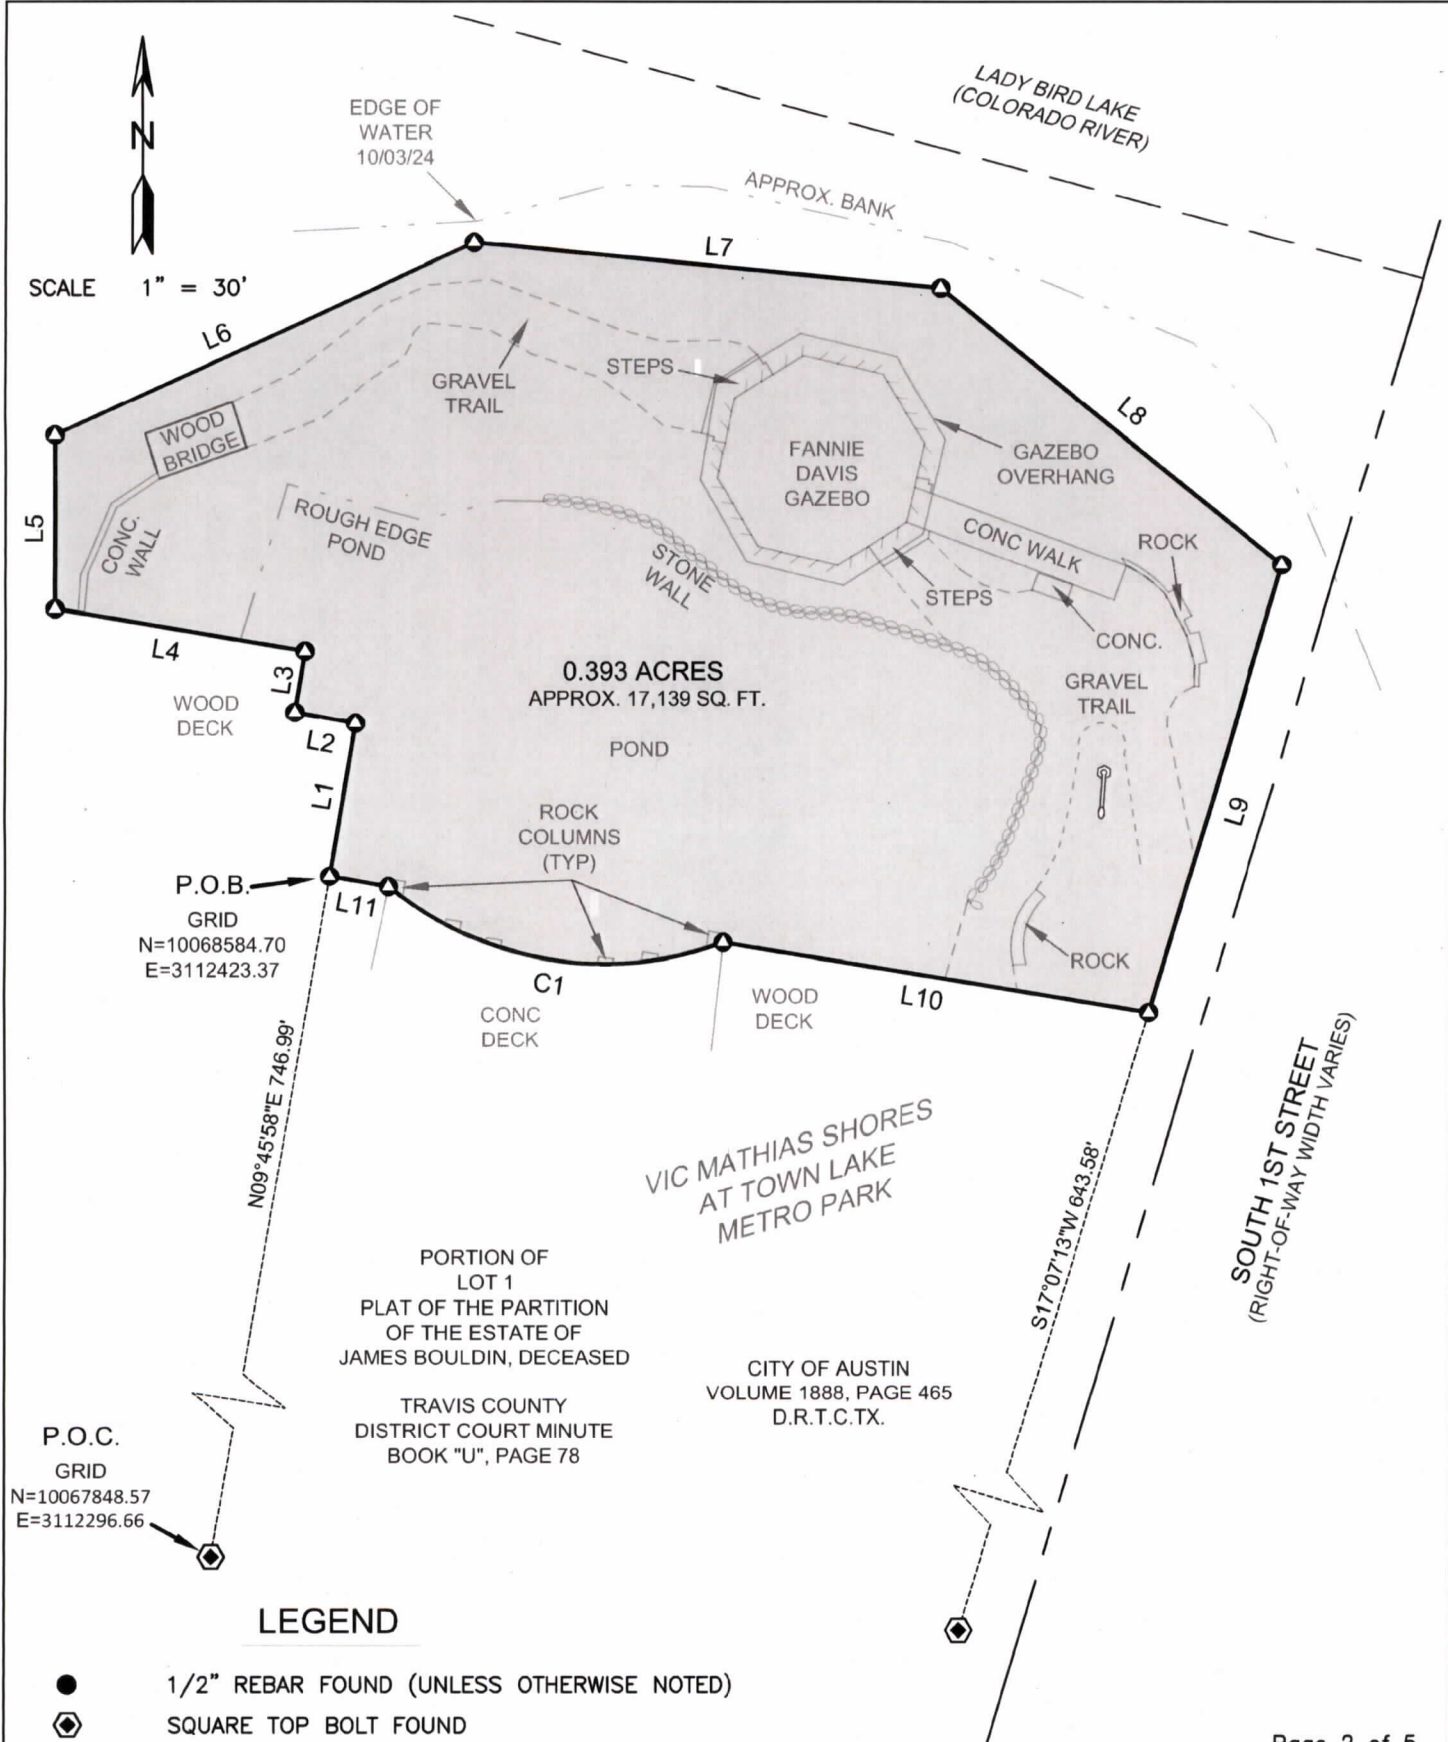 LADY BIRD LAKE
(COLORADO RIVER)
EDGE OF
WATER
10/03/24
N
APPROX. BANK
SCALE 1" = 30'
L7
L6
L8
STEPS
GRAVEL
TRAIL
WOOD
BRIDGE
FANNIE
DAVIS
GAZEBO
GAZEBO
OVERHANG
L5
CONC.
WALL
ROUGH EDGE
POND
STONE
WALL
CONC WALK
ROCK
STEPS
CONC.
L4
L3
WOOD
DECK
0.393 ACRES
APPROX. 17,139 SQ. FT.
GRAVEL
TRAIL
L2
POND
L1
ROCK
COLUMNS
(TYP)
L9
P.O.B.
GRID
N=10068584.70
E=3112423.37
L11
C1
CONC
DECK
WOOD
DECK
L10
ROCK
N09°45'58"E 746.99'
VIC MATHIAS SHORES
AT TOWN LAKE
METRO PARK
S17°07'13"W 643.58'
SOUTH 1ST STREET
(RIGHT-OF-WAY WIDTH VARIES)
PORTION OF
LOT 1
PLAT OF THE PARTITION
OF THE ESTATE OF
JAMES BOULDIN, DECEASED
TRAVIS COUNTY
DISTRICT COURT MINUTE
BOOK "U", PAGE 78
CITY OF AUSTIN
VOLUME 1888, PAGE 465
D.R.T.C.TX.
P.O.C.
GRID
N=10067848.57
E=3112296.66
LEGEND
1/2" REBAR FOUND (UNLESS OTHERWISE NOTED)
SQUARE TOP BOLT FOUND
Page 2 of 5